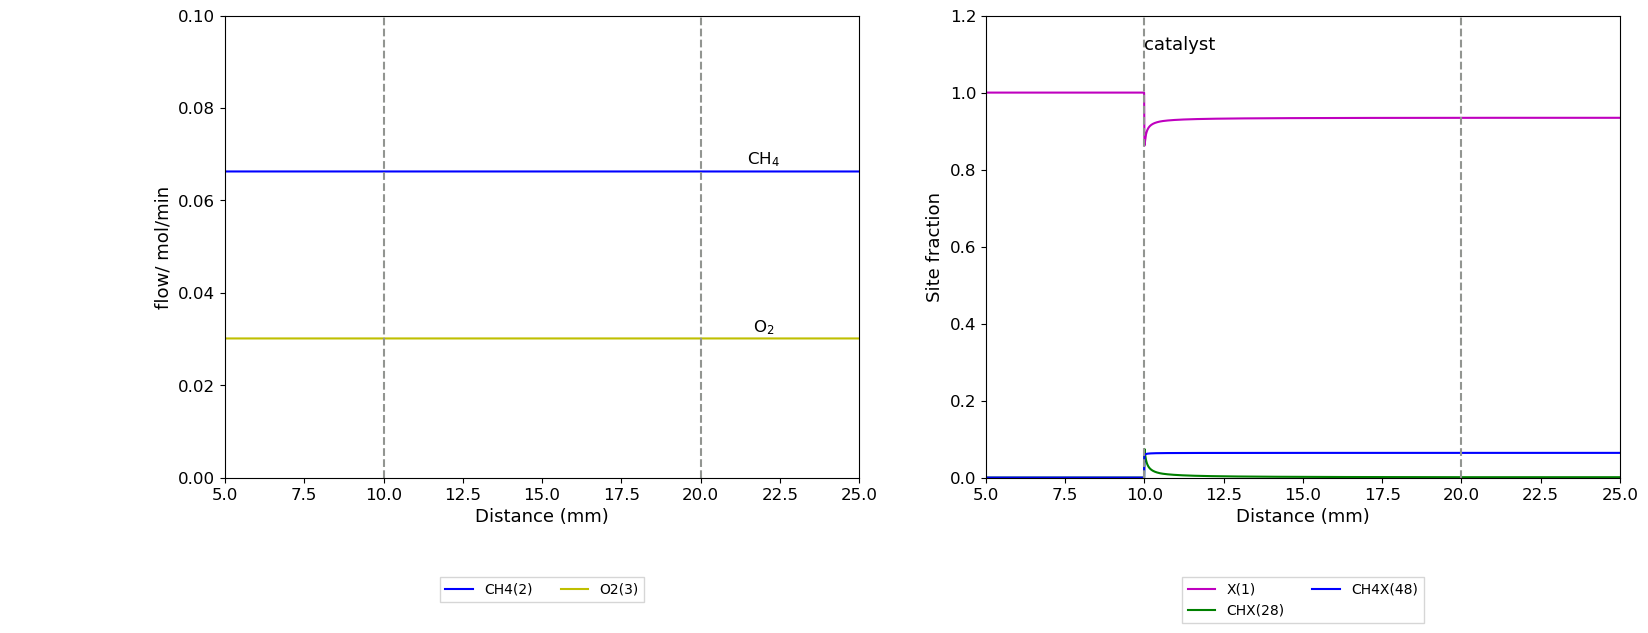 0.10
0.08
0.06
0.04
0.02
0.00
flow/ mol/min
CH4
O2
5.0 7.5 10.0 12.5 15.0 17.5 20.0 22.5 25.0
Distance (mm)
CH4(2) O2(3)
1.2
1.0
0.8
0.6
0.4
0.2
0.0
Site fraction
catalyst
5.0 7.5 10.0 12.5 15.0 17.5 20.0 22.5 25.0
Distance (mm)
X(1) CH4X(48)
CHX(28)